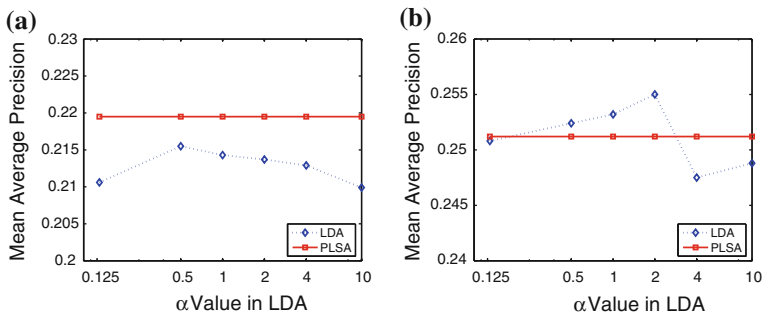 (a)
0.23
0.225
0.22
0.215
0.21
0.205
0.2
Mean Average Precision
0.125 0.5 1 2 4 10
αValue in LDA
LDA
PLSA
(b)
0.26
0.255
0.25
0.245
0.24
Mean Average Precision
0.125 0.5 1 2 4 10
αValue in LDA
LDA
PLSA